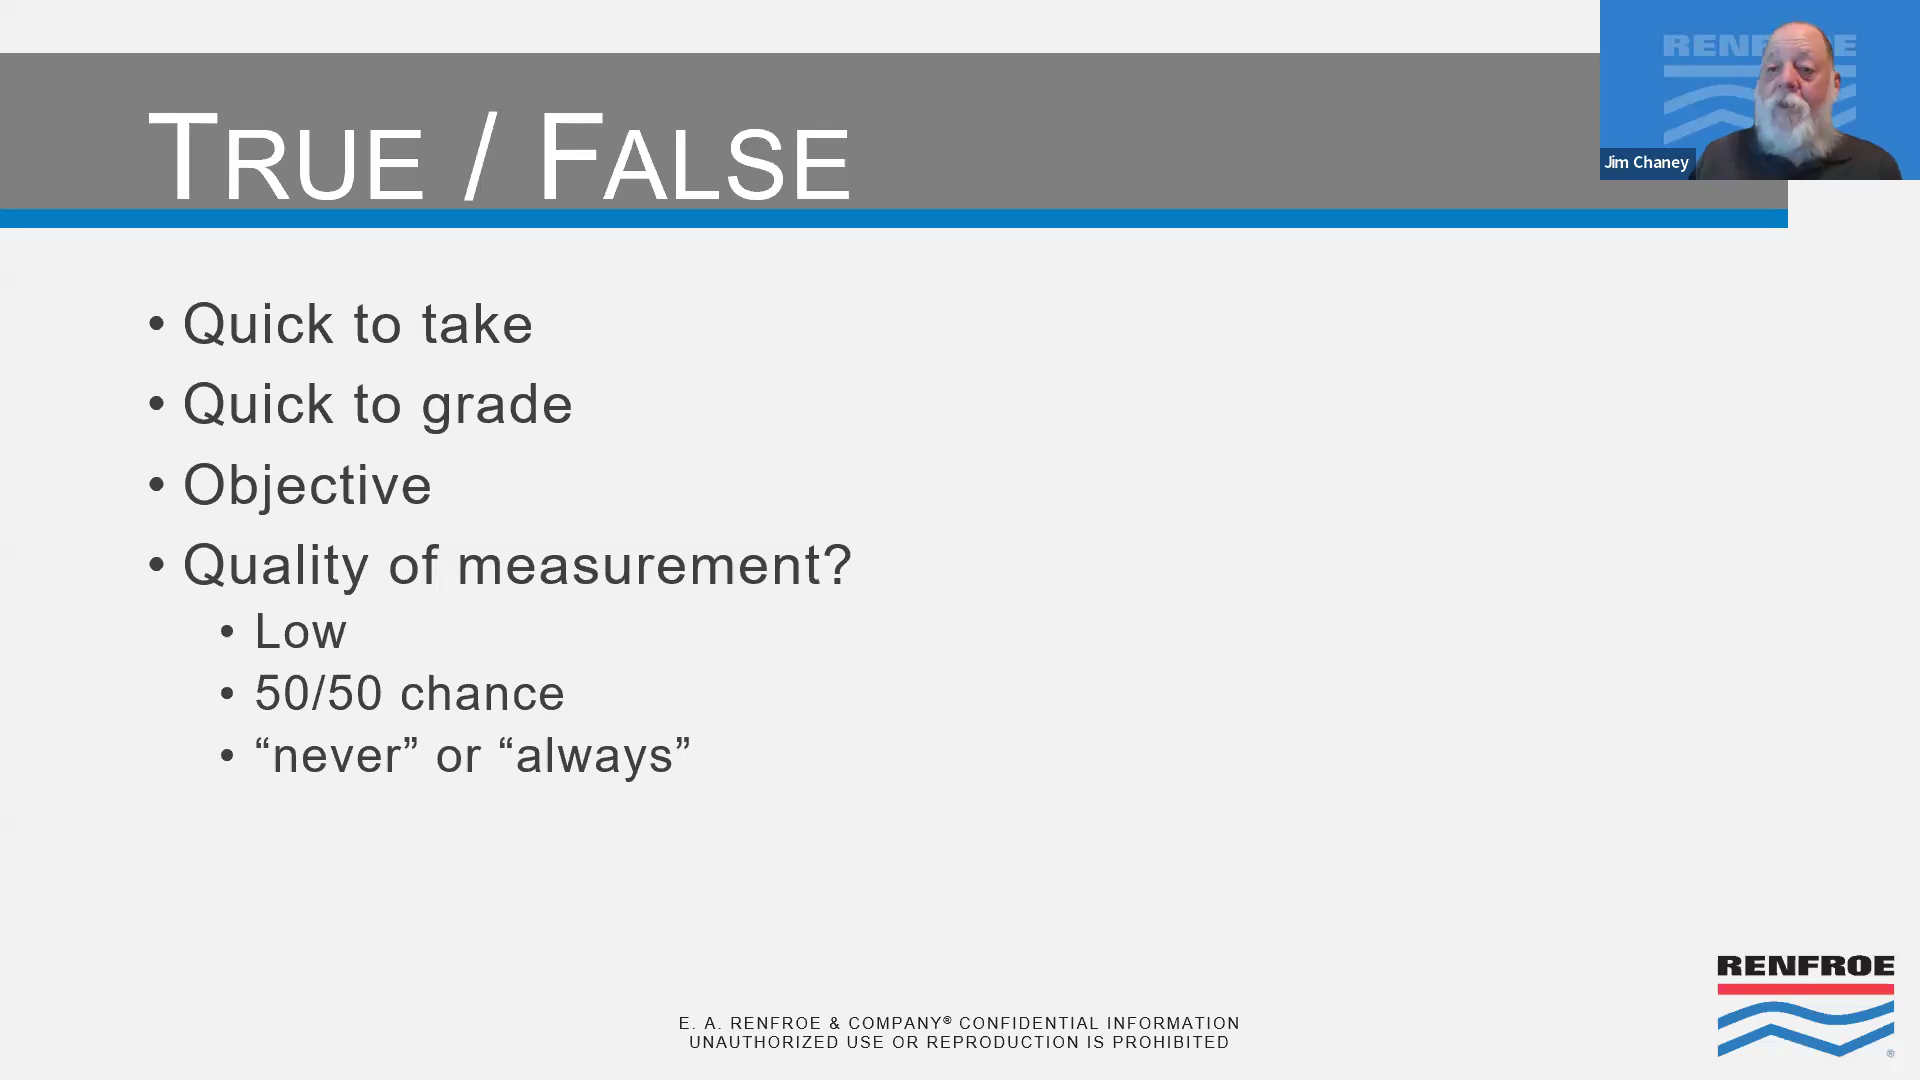 TRUE / FALSE
• Quick to take
• Quick to grade
• Objective
• Quality of measurement?
• Low
• 50/50 chance
• “never” or “always”
Jim Chaney
RENFROE
®
E. A. RENFROE & COMPANY® CONFIDENTIAL INFORMATION
UNAUTHORIZED USE OR REPRODUCTION IS PROHIBITED